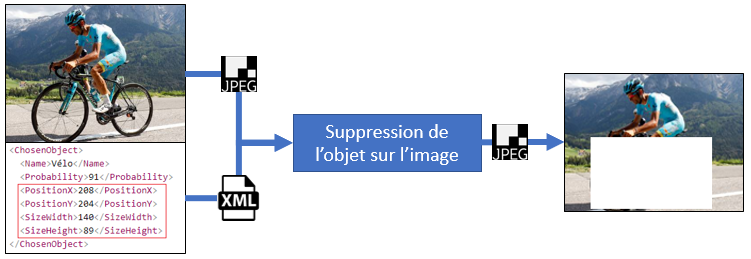 <ChosenObject>
<Name>Vélo</Name>
<Probability>91</Probability>
<PositionX>208</PositionX>
<PositionY>204</PositionY>
<SizeWidth>140</SizeWidth>
<SizeHeight>89</SizeHeight>
</ChosenObject>
JPEG
XML
Suppression de
l’objet sur l’image
JPEG